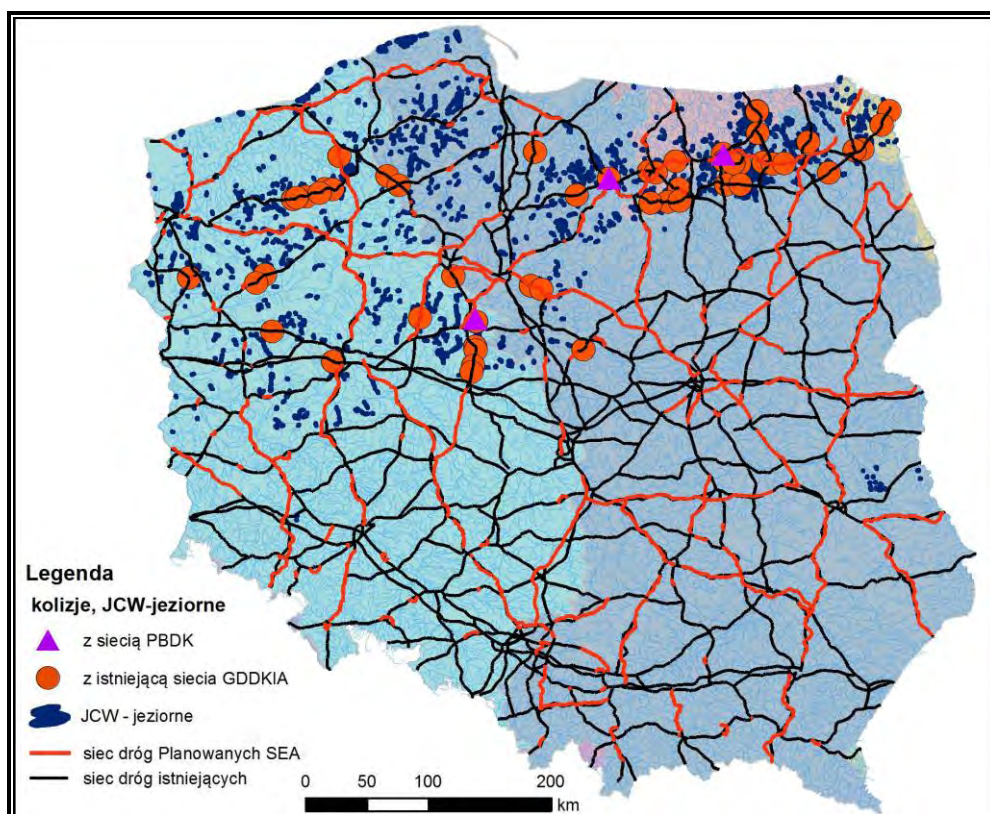 Legenda
kolizje, JCW-jeziorne
z siecią PBDK
z istniejącą siecia GDDKIA
JCW - jeziorne
siec dróg Planowanych SEA
siec dróg istniejących
0 50 100 200
km